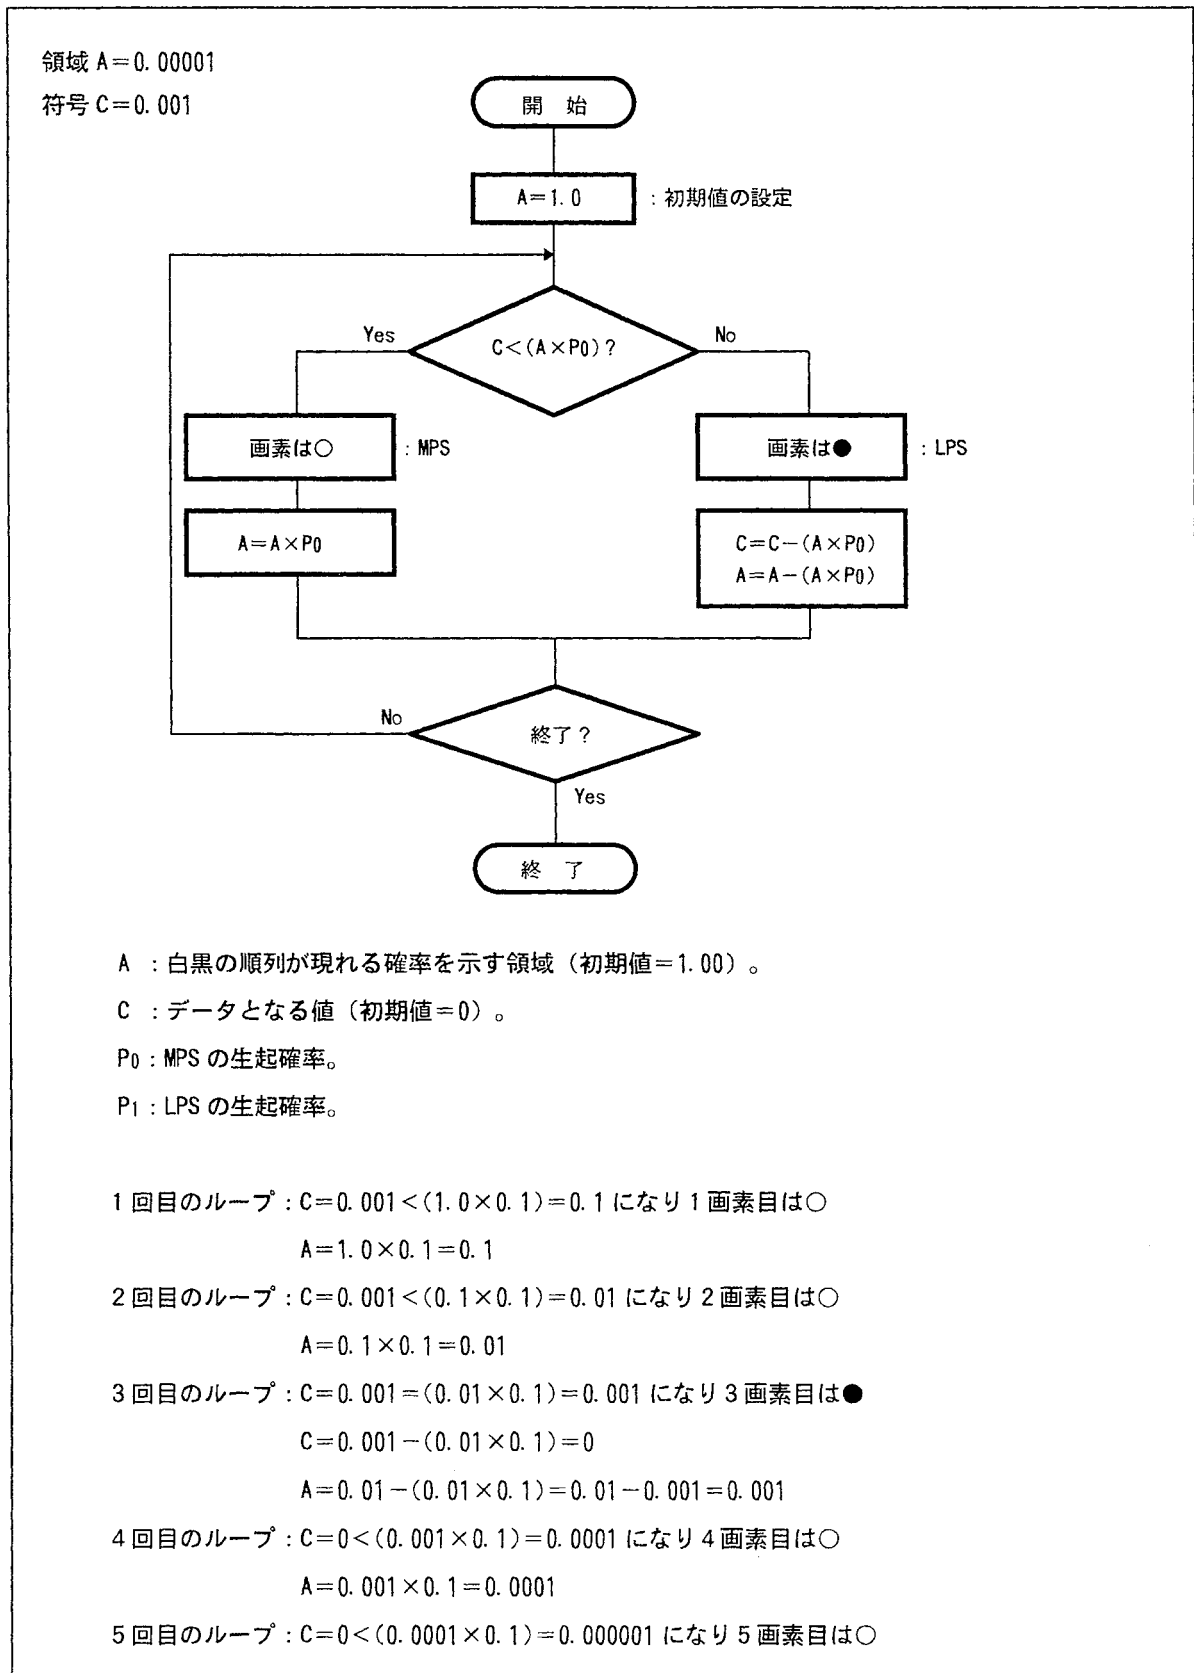 領域 A=0.00001
符号 C=0.001
開 始
A=1.0 :初期値の設定
C<(A×P0)?
Yes
No
画素は○ :MPS
画素は● :LPS
A=A×P0
C=C-(A×P0)
A=A-(A×P0)
終了?
No
Yes
終 了
A :白黒の順列が現れる確率を示す領域(初期値=1.00)。
C :データとなる値(初期値=0)。
P0:MPS の生起確率。
P1:LPS の生起確率。
1回目のループ:C=0.001<(1.0×0.1)=0.1 になり 1 画素目は○
A=1.0×0.1=0.1
2回目のループ:C=0.001<(0.1×0.1)=0.01 になり 2 画素目は○
A=0.1×0.1=0.01
3回目のループ:C=0.001=(0.01×0.1)=0.001 になり 3 画素目は●
C=0.001-(0.01×0.1)=0
A=0.01-(0.01×0.1)=0.01-0.001=0.001
4回目のループ:C=0<(0.001×0.1)=0.0001 になり 4 画素目は○
A=0.001×0.1=0.0001
5回目のループ:C=0<(0.0001×0.1)=0.000001 になり 5 画素目は○